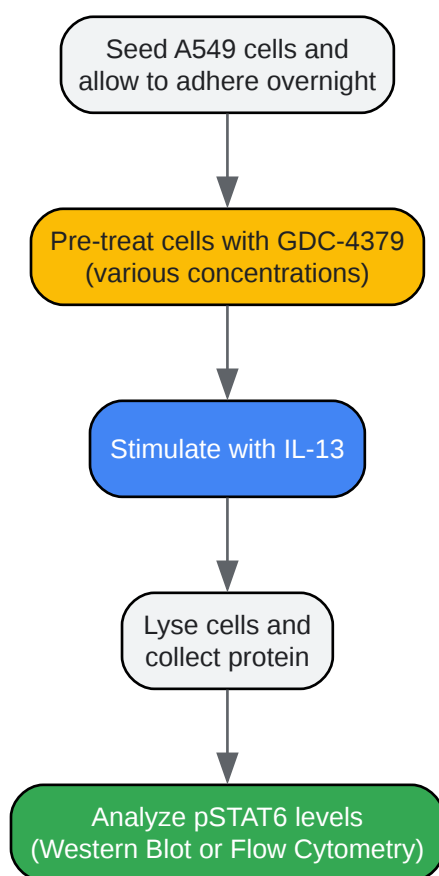 Seed A549 cells and
allow to adhere overnight
Pre-treat cells with GDC-4379
(various concentrations)
Stimulate with IL-13
Lyse cells and
collect protein
Analyze pSTAT6 levels
(Western Blot or Flow Cytometry)